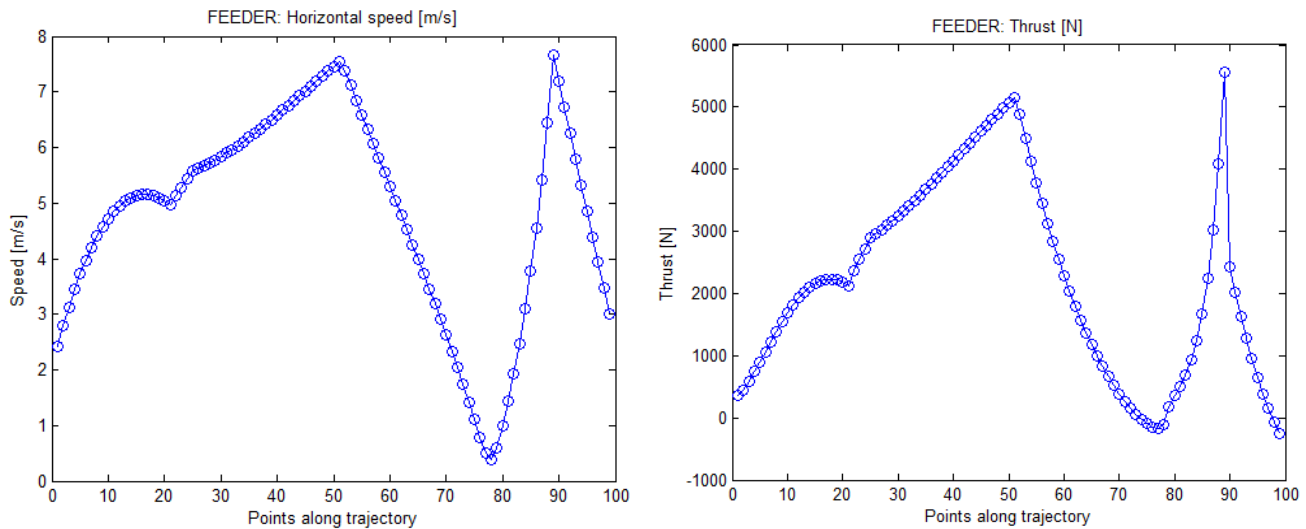 FEEDER: Horizontal speed [m/s]
8
7
6
5
4
3
2
1
0
Speed [m/s]
0 10 20 30 40 50 60 70 80 90 100
Points along trajectory
FEEDER: Thrust [N]
6000
5000
4000
3000
2000
1000
0
-1000
Thrust [N]
0 10 20 30 40 50 60 70 80 90 100
Points along trajectory